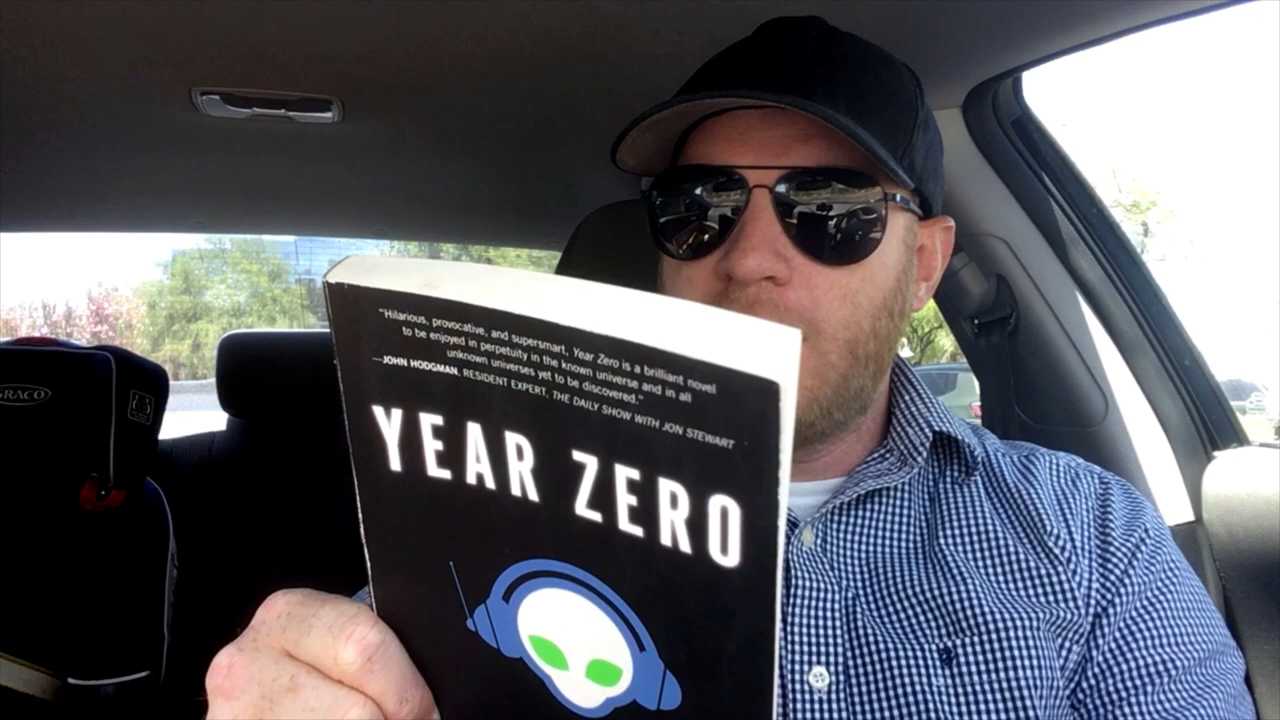 "Hilarious, provocative, and supersmart, Year Zero is a brilliant novel
to be enjoyed in perpetuity in the known universe and in all
unknown universes yet to be discovered."
—JOHN HODGMAN, RESIDENT EXPERT, THE DAILY SHOW WITH JON STEWART
YEAR ZERO
GRACO